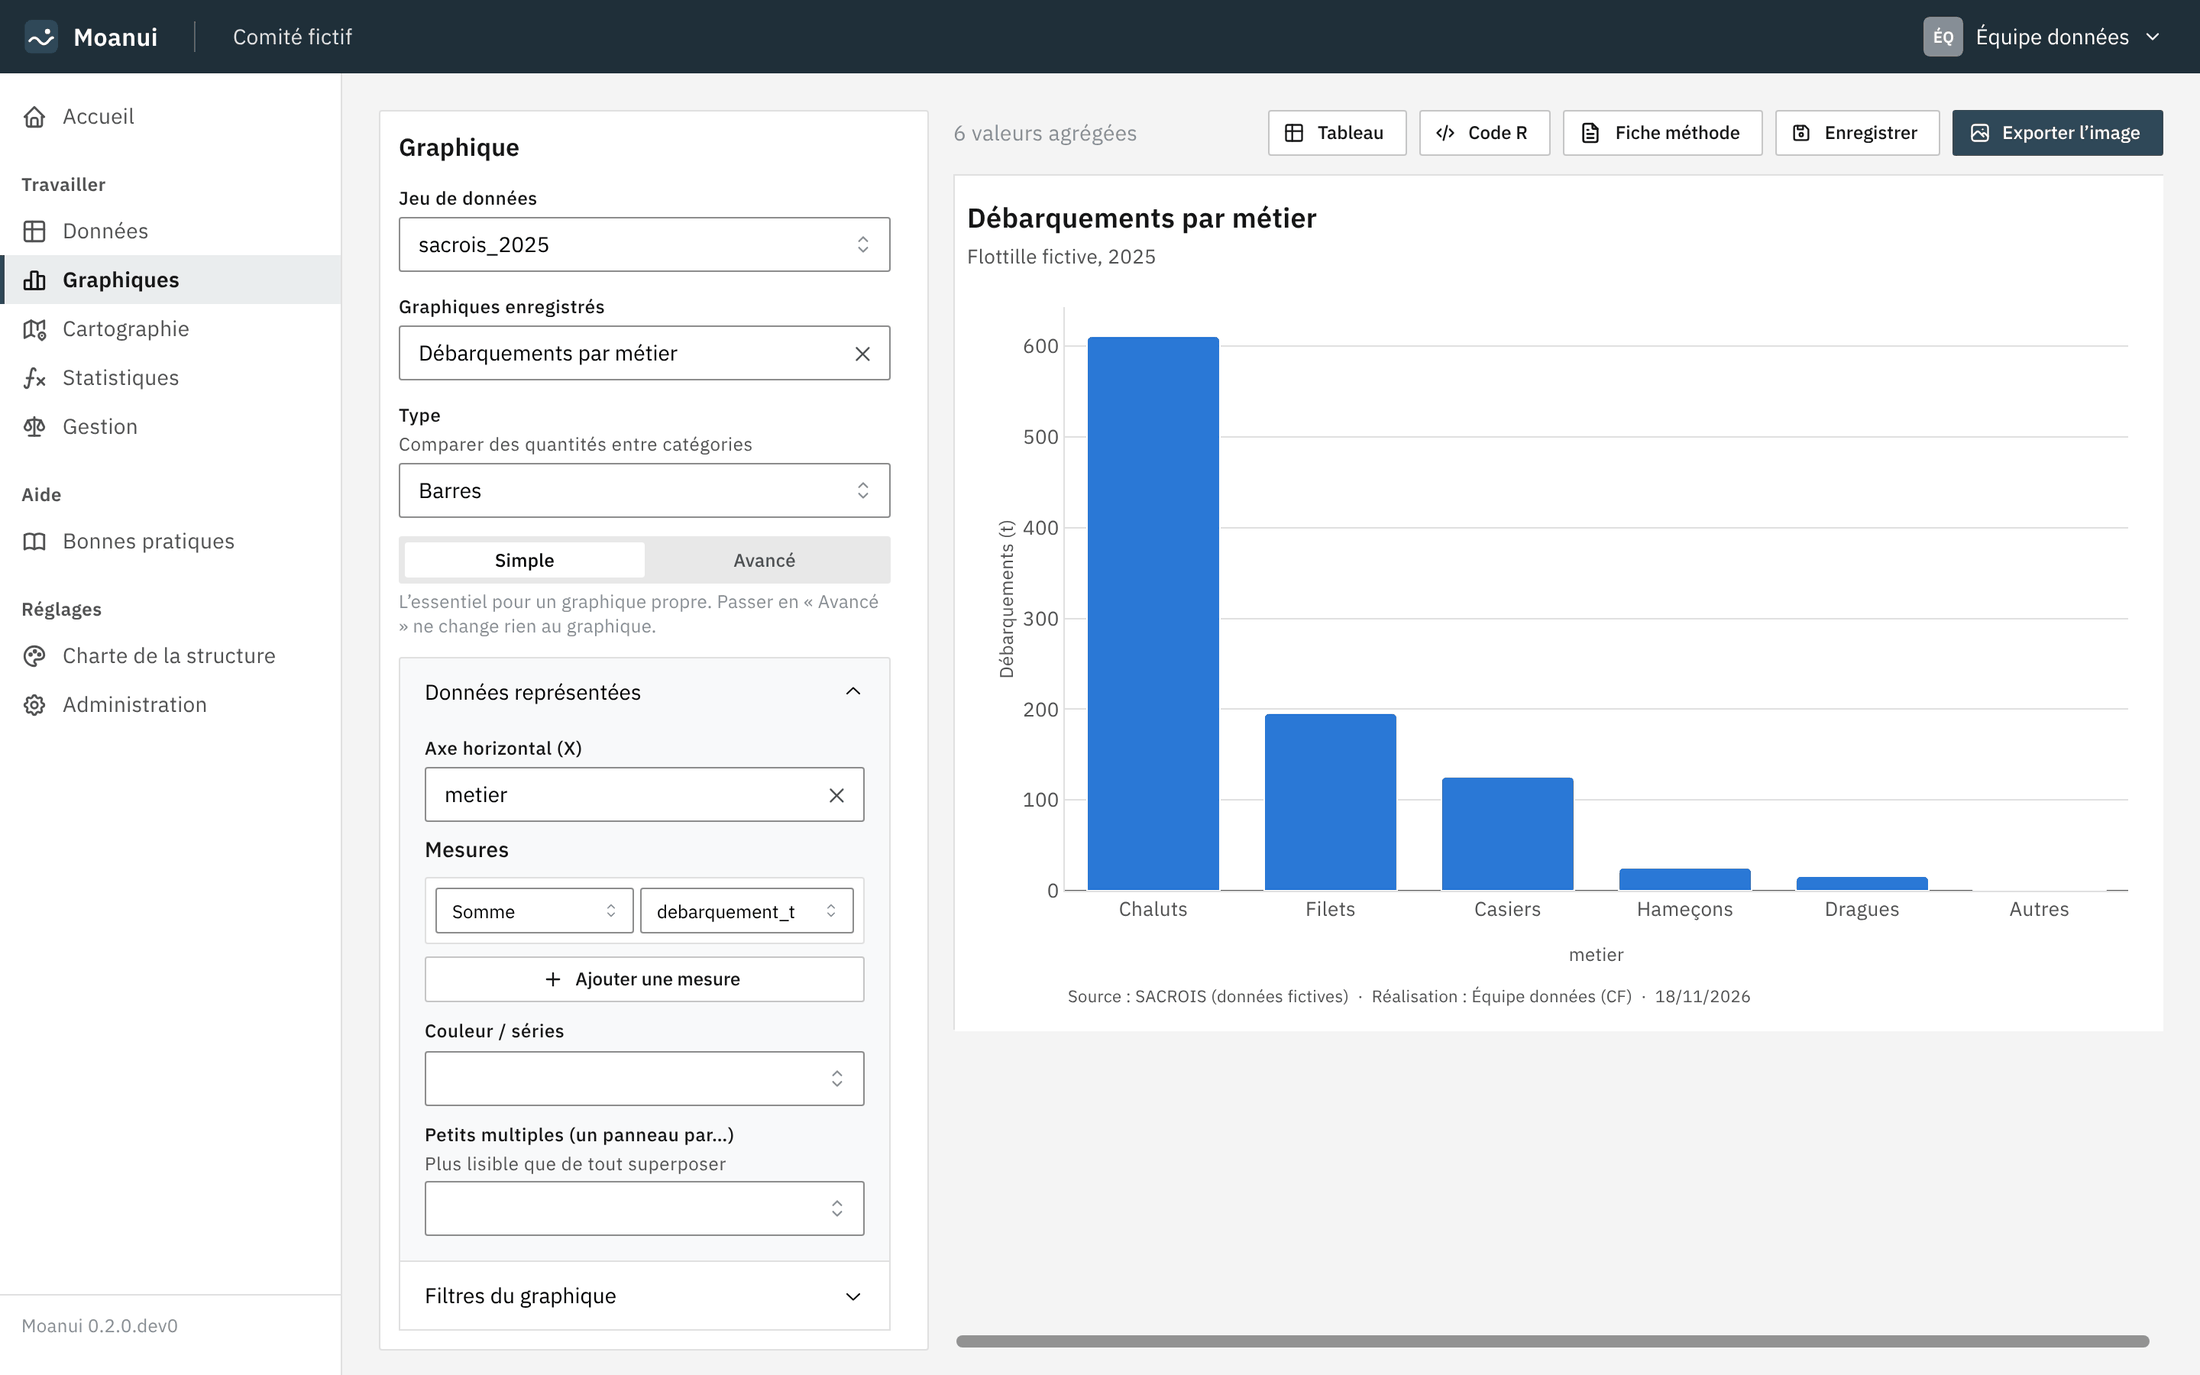 Moanui
Comité fictif
ÉQ
Équipe données
Accueil
Travailler
Données
Graphiques
Cartographie
Statistiques
Gestion
Aide
Bonnes pratiques
Réglages
Charte de la structure
Administration
Moanui 0.2.0.dev0
Graphique
Jeu de données
sacrois_2025
Graphiques enregistrés
Débarquements par métier
Type
Comparer des quantités entre catégories
Barres
Simple
Avancé
L’essentiel pour un graphique propre. Passer en « Avancé
» ne change rien au graphique.
Données représentées
Axe horizontal (X)
metier
Mesures
Somme
debarquement_t
Ajouter une mesure
Couleur / séries
Petits multiples (un panneau par…)
Plus lisible que de tout superposer
Filtres du graphique
6 valeurs agrégées
Tableau
Code R
Fiche méthode
Enregistrer
Exporter l’image
Débarquements par métier
Flottille fictive, 2025
Débarquements (t)
600
500
400
300
200
100
0
Chaluts
Filets
Casiers
Hameçons
Dragues
Autres
metier
Source : SACROIS (données fictives) · Réalisation : Équipe données (CF) · 18/11/2026